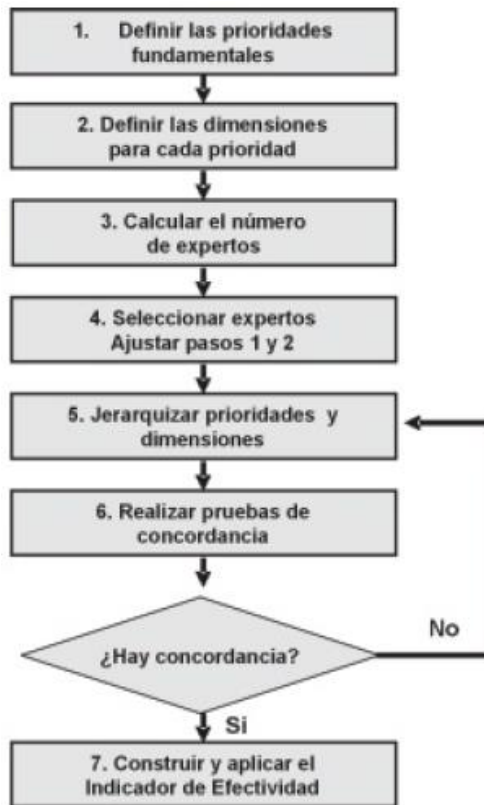 1. Definir las prioridades
fundamentales
2. Definir las dimensiones
para cada prioridad
3. Calcular el número
de expertos
4. Seleccionar expertos
Ajustar pasos 1 y 2
5. Jerarquizar prioridades y
dimensiones
6. Realizar pruebas de
concordancia
¿Hay concordancia?
No
Si
7. Construir y aplicar el
Indicador de Efectividad